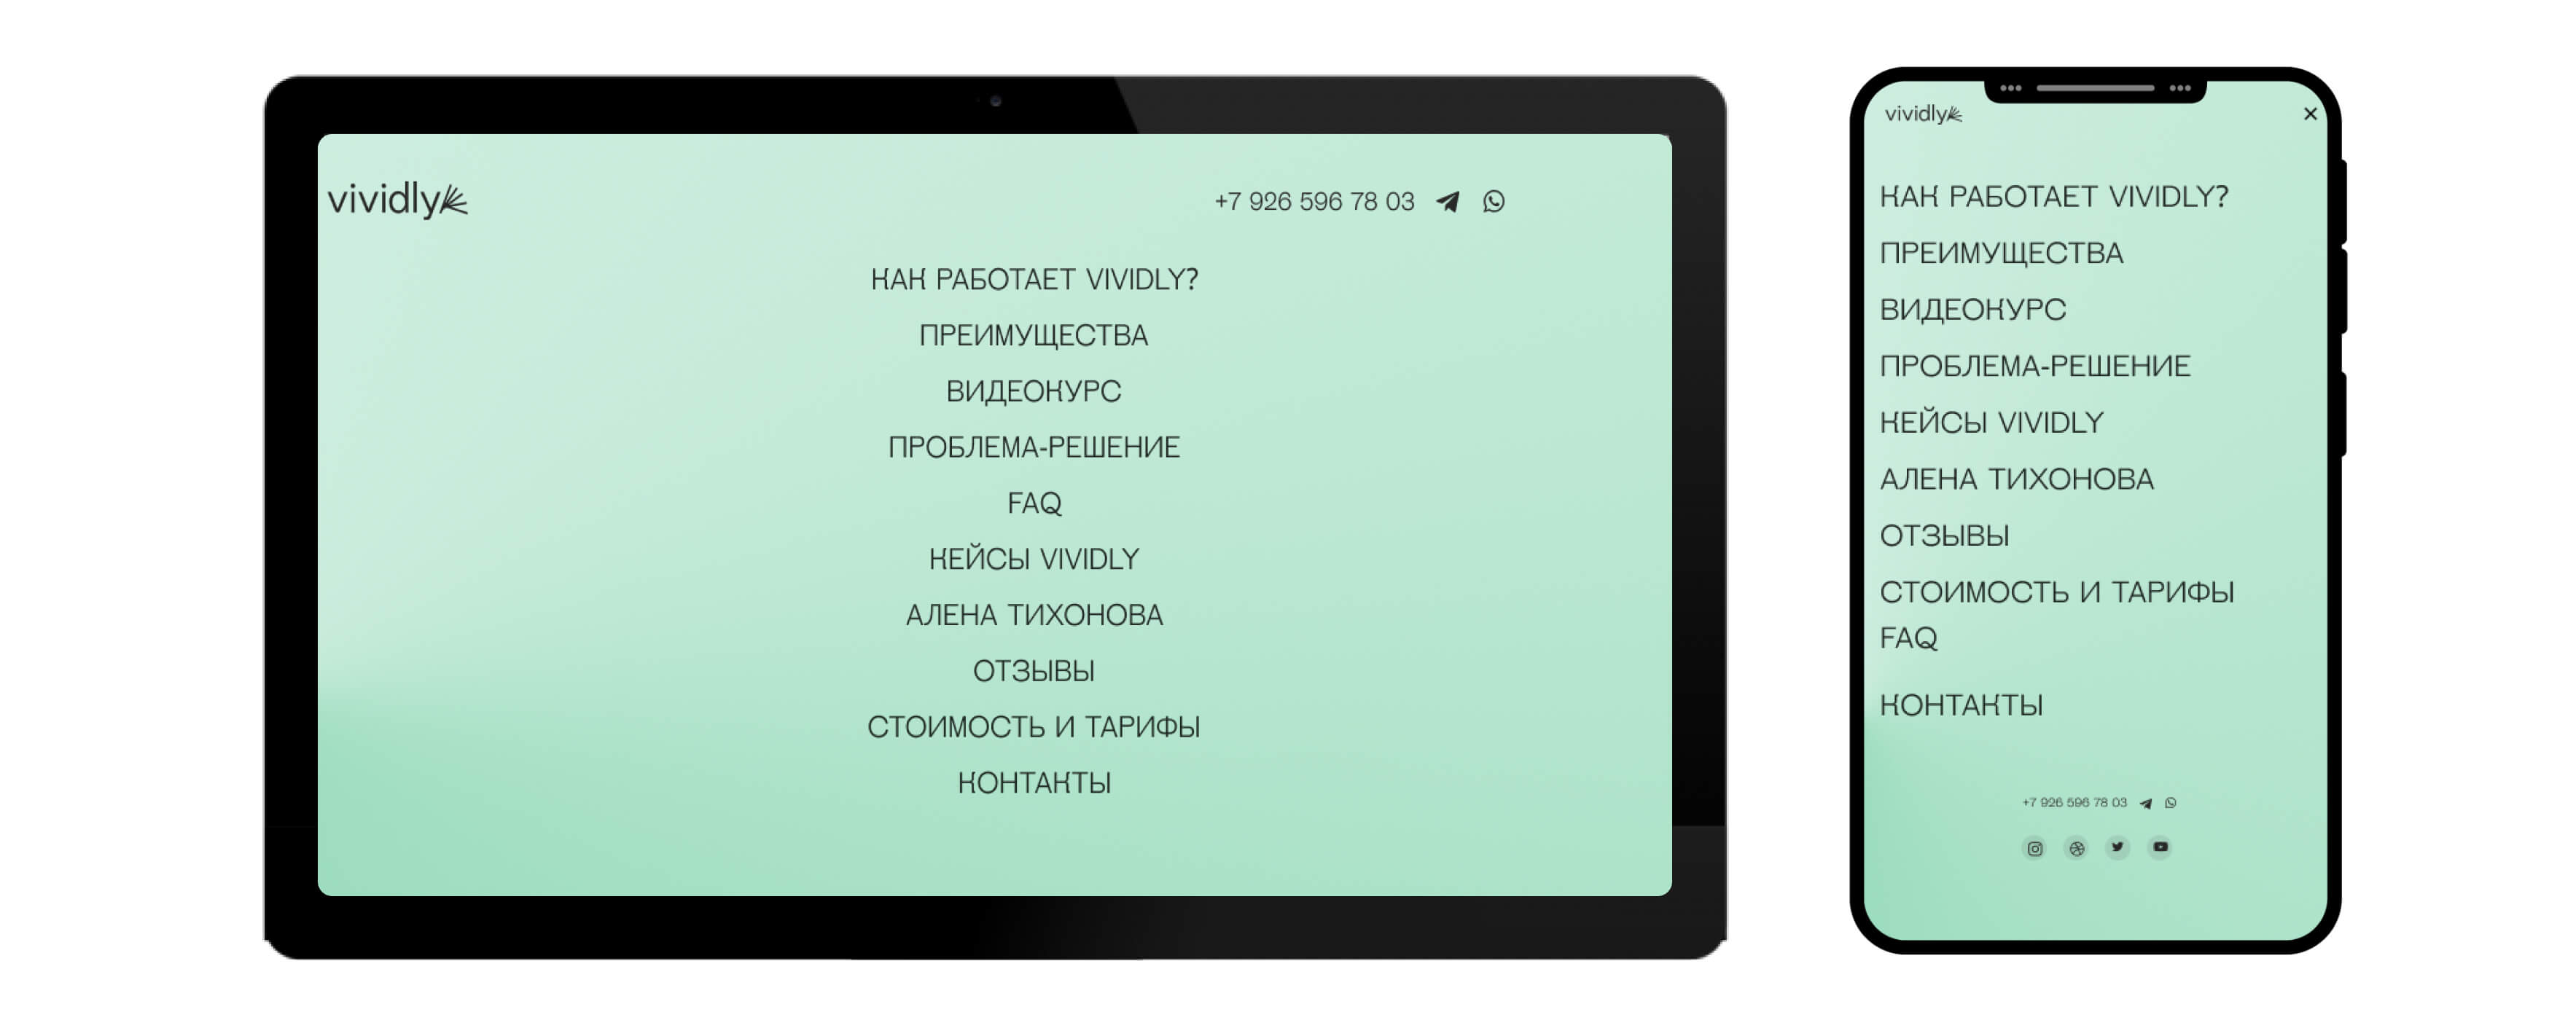 vividly
+7 926 596 78 03
КАК РАБОТАЕТ VIVIDLY?
ПРЕИМУЩЕСТВА
ВИДЕОКУРС
ПРОБЛЕМА-РЕШЕНИЕ
FAQ
КЕЙСЫ VIVIDLY
АЛЕНА ТИХОНОВА
ОТЗЫВЫ
СТОИМОСТЬ И ТАРИФЫ
КОНТАКТЫ
vividly
КАК РАБОТАЕТ VIVIDLY?
ПРЕИМУЩЕСТВА
ВИДЕОКУРС
ПРОБЛЕМА-РЕШЕНИЕ
КЕЙСЫ VIVIDLY
АЛЕНА ТИХОНОВА
ОТЗЫВЫ
СТОИМОСТЬ И ТАРИФЫ
FAQ
КОНТАКТЫ
+7 926 596 78 03